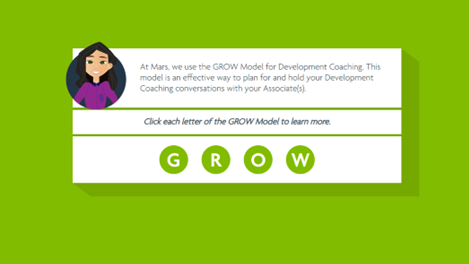 At Mars, we use the GROW Model for Development Coaching. This
model is an effective way to plan for and hold your Development
Coaching conversations with your Associate(s).
Click each letter of the GROW Model to learn more.
G R O W